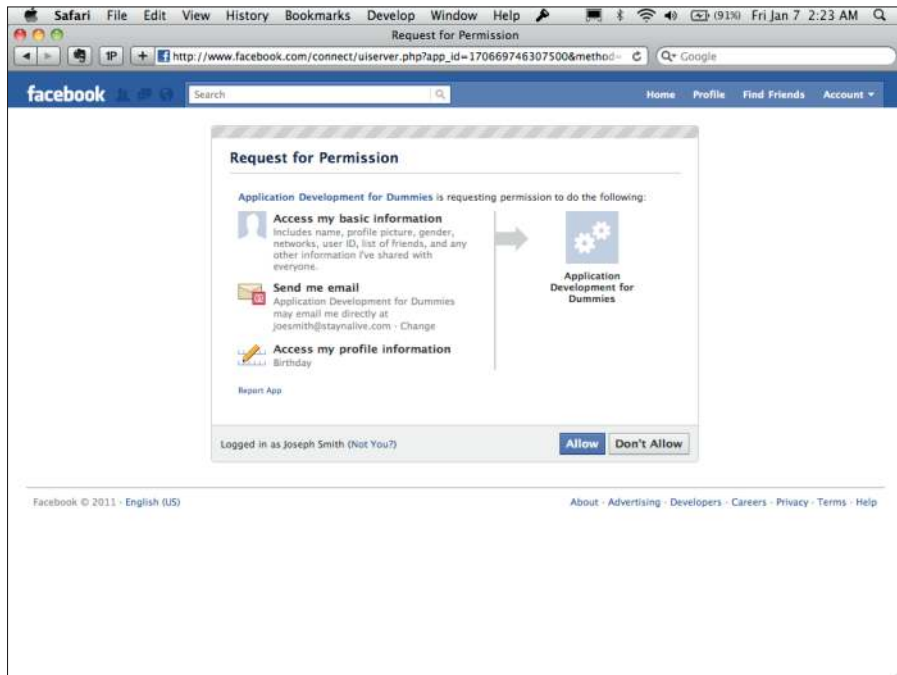 Safari File Edit View History Bookmarks Develop Window Help (91%) Fri Jan 7 2:23 AM
Request for Permission
1P + http://www.facebook.com/connect/uiserver.php?app_id=170669746307500&method= Google
facebook Search Home Profile Find Friends Account
Request for Permission
Application Development for Dummies is requesting permission to do the following:
Access my basic information
Includes name, profile picture, gender,
networks, user ID, list of friends, and any
other information I've shared with
everyone.
Application
Development for
Dummies
Send me email
Application Development for Dummies
may email me directly at
joesmith@staynalive.com · Change
Access my profile information
Birthday
Report App
Logged in as Joseph Smith (Not You?) Allow Don't Allow
Facebook © 2011 · English (US) About · Advertising · Developers · Careers · Privacy · Terms · Help